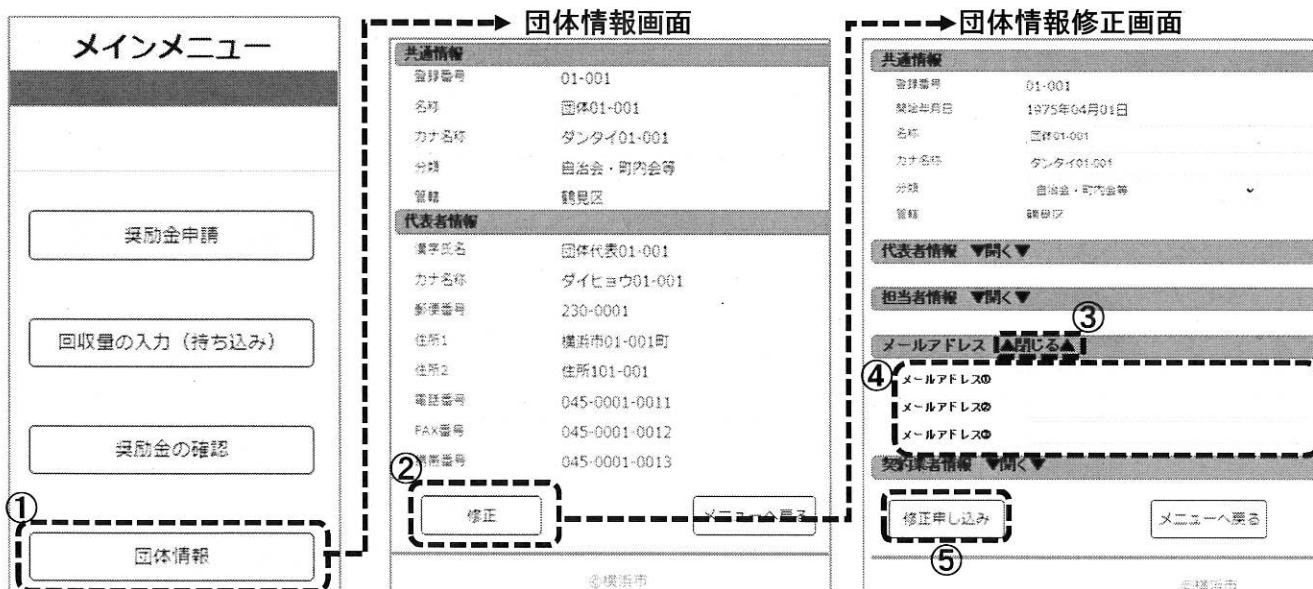 メインメニュー
奨励金申請
回収量の入力（持ち込み）
奨励金の確認
①
団体情報
団体情報画面
共通情報
登録番号 01-001
名称 団体01-001
カナ名称 ダンタイ01-001
分類 自治会・町内会等
管轄 鶴見区
代表者情報
漢字氏名 団体代表01-001
カナ名称 ダイヒョウ01-001
郵便番号 230-0001
住所1 横浜市01-001町
住所2 住所101-001
電話番号 045-0001-0011
FAX番号 045-0001-0012
携帯番号 045-0001-0013
②
修正 メニューへ戻る
©横浜市
団体情報修正画面
共通情報
登録番号 01-001
開始年月日 1975年04月01日
名称 団体01-001
カナ名称 ダンタイ01-001
分類 自治会・町内会等
管轄 鶴見区
代表者情報 ▼開く▼
担当者情報 ▼開く▼
③
メールアドレス ▲閉じる▲
④
メールアドレス①
メールアドレス②
メールアドレス③
契約業者情報 ▼開く▼
修正申し込み メニューへ戻る
⑤
©横浜市